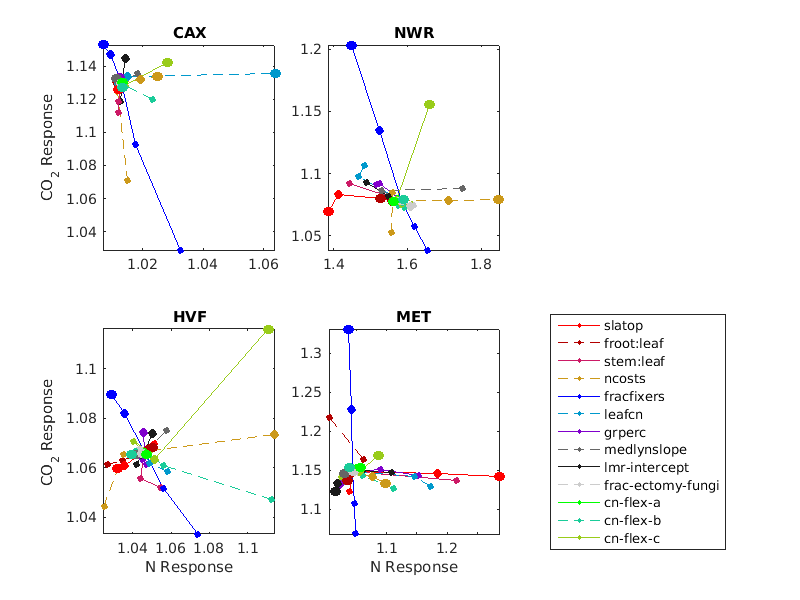 CAX
NWR
CO2 Response
1.14
1.12
1.1
1.08
1.06
1.04
1.02
1.04
1.06
1.2
1.15
1.1
1.05
1.4
1.6
1.8
HVF
MET
CO2 Response
1.1
1.08
1.06
1.04
1.04
1.06
1.08
1.1
N Response
1.3
1.25
1.2
1.15
1.1
1.1
1.2
N Response
slatop
froot:leaf
stem:leaf
ncosts
fracfixers
leafcn
grperc
medlynslope
lmr-intercept
frac-ectomy-fungi
cn-flex-a
cn-flex-b
cn-flex-c